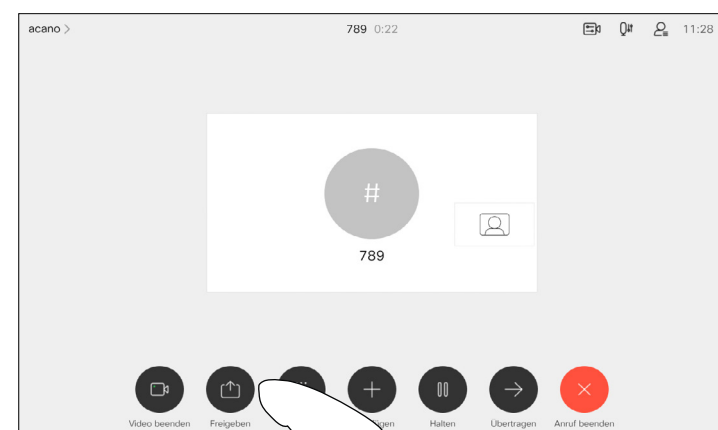 acano >
789 0:22
11:28
#
789
Video beenden
Freigeben
Halten
Übertragen
Anruf beenden